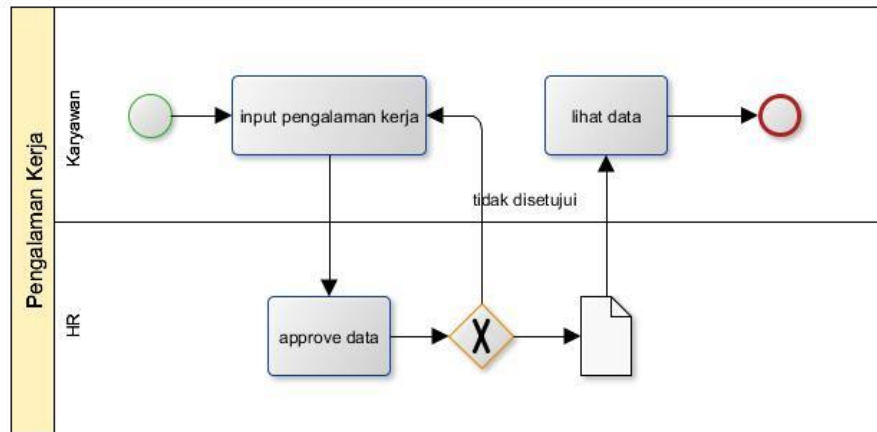 Pengalaman Kerja
Karyawan
input pengalaman kerja
lihat data
tidak disetujui
HR
approve data
X